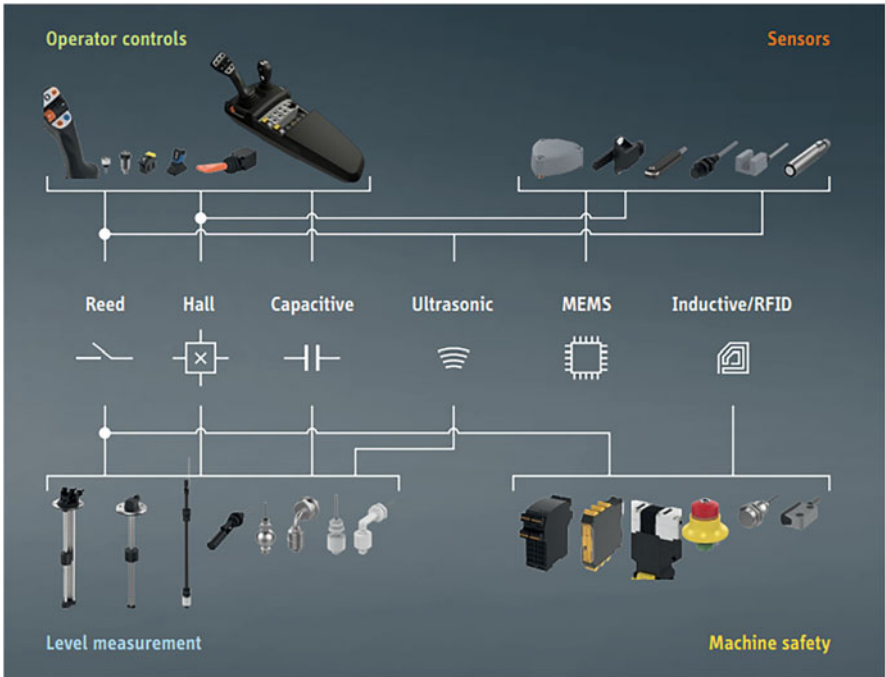 Operator controls
Sensors
Reed
Hall
Capacitive
Ultrasonic
MEMS
Inductive/RFID
Level measurement
Machine safety